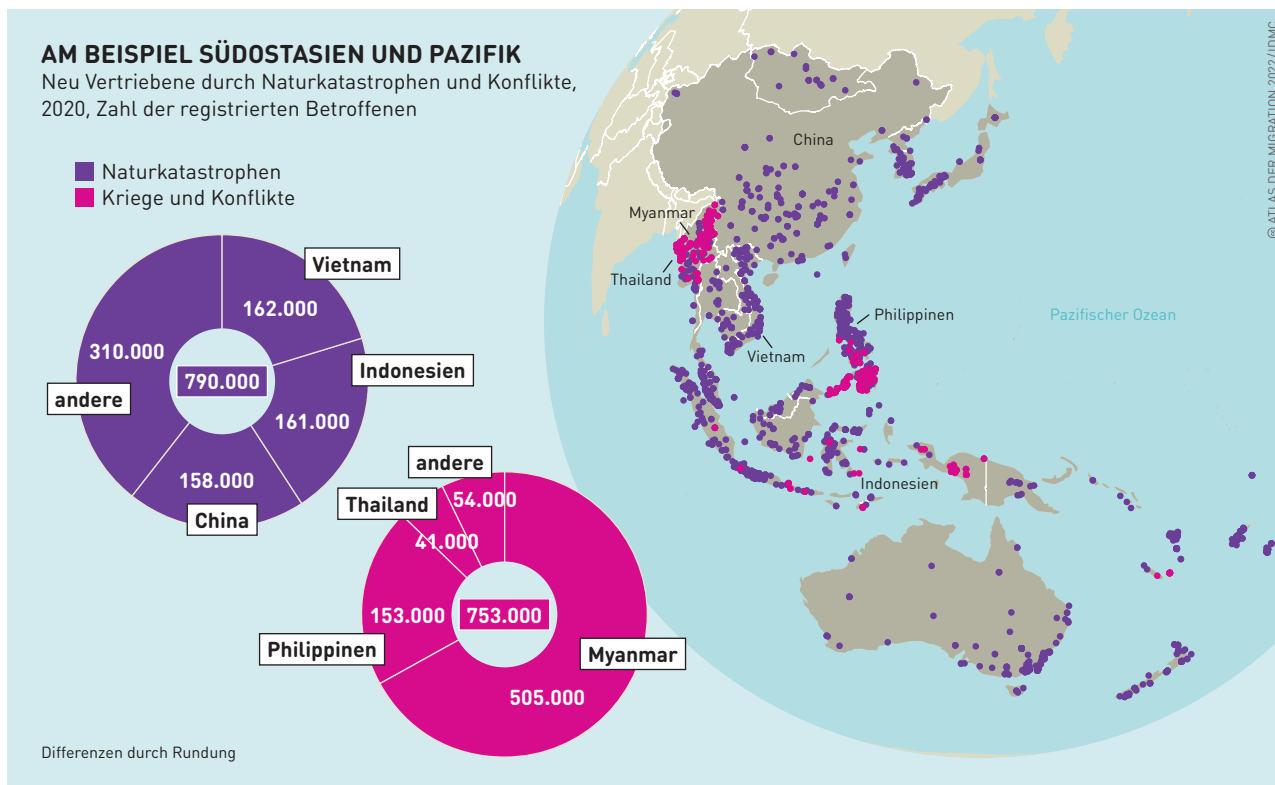 AM BEISPIEL SÜDOSTASIEN UND PAZIFIK
Neu Vertriebene durch Naturkatastrophen und Konflikte,
2020, Zahl der registrierten Betroffenen
Naturkatastrophen
Kriege und Konflikte
Vietnam
162.000
310.000
790.000
Indonesien
andere
161.000
158.000
China
andere
54.000
Thailand
41.000
153.000
753.000
Philippinen
Myanmar
505.000
China
Myanmar
Thailand
Philippinen
Pazifischer Ozean
Vietnam
Indonesien
Differenzen durch Rundung
© ATLAS DER MIGRATION 2022/IDMC